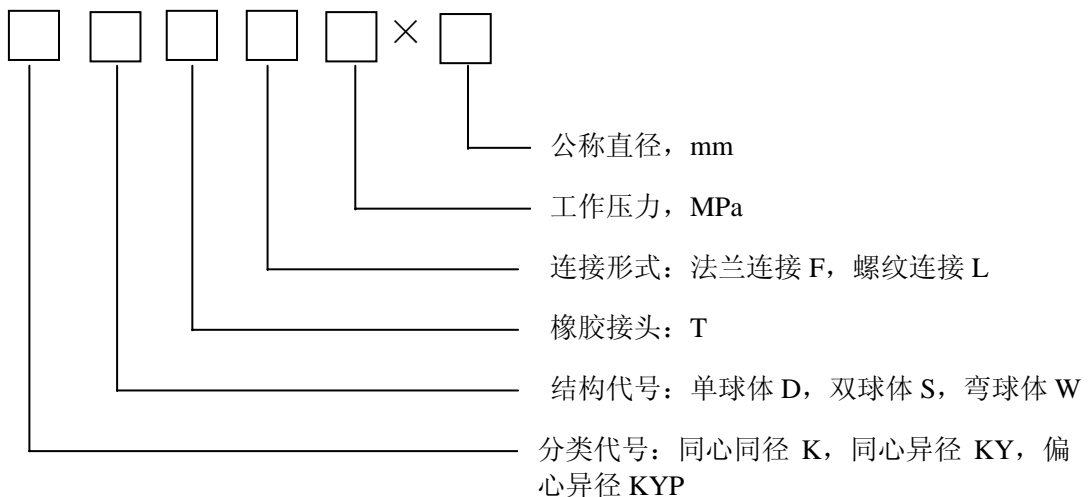 ×
公称直径，mm
工作压力，MPa
连接形式：法兰连接 F，螺纹连接 L
橡胶接头：T
结构代号：单球体 D，双球体 S，弯球体 W
分类代号：同心同径 K，同心异径 KY，偏
心异径 KYP